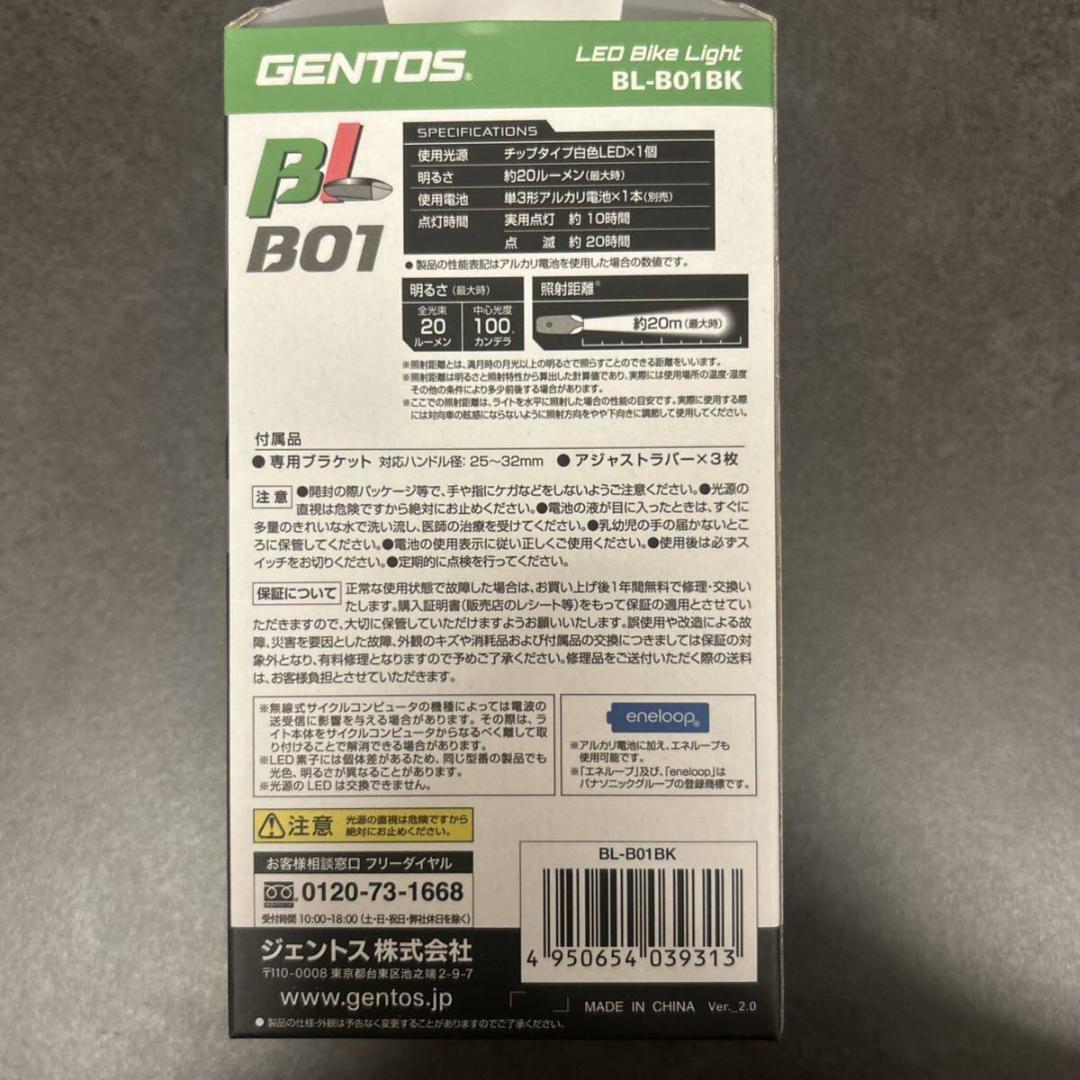 GENTOS®
LED Bike Light
BL-B01BK
BL
B01
SPECIFICATIONS
使用光源 チップタイプ白色LED×1個
明るさ 約20ルーメン(最大時)
使用電池 単3形アルカリ電池×1本(別売)
点灯時間 実用点灯 約 10時間
点 滅 約 20時間
●製品の性能表記はアルカリ電池を使用した場合の数値です。
明るさ(最大時)
全光束 中心光度
20 100
ルーメン カンデラ
照射距離※
約20m(最大時)
※照射距離とは、満月時の月光以上の明るさで照らすことのできる距離をいいます。
※照射距離は明るさと照射特性から算出した計算値であり、実際には使用場所の温度・湿度
その他の条件により多少前後する場合があります。
※ここでの照射距離は、ライトを水平に照射した場合の性能の目安です。実際に使用する際
には対向車の眩惑にならないように照射方向をやや下向きに調節して使用してください。
付属品
●専用ブラケット 対応ハンドル径: 25〜32mm ●アジャストラバー×3枚
注意 ●開封の際パッケージ等で、手や指にケガなどをしないようご注意ください。●光源の
直視は危険ですから絶対にお止めください。●電池の液が目に入ったときは、すぐに
多量のきれいな水で洗い流し、医師の治療を受けてください。●乳幼児の手の届かないとこ
ろに保管してください。●電池の使用表示に従い正しくご使用ください。●使用後は必ずス
イッチをお切りください。●定期的に点検を行ってください。
保証について 正常な使用状態で故障した場合は、お買い上げ後1年間無料で修理・交換い
たします。購入証明書(販売店のレシート等)をもって保証の適用とさせてい
ただきますので、大切に保管していただけますようお願いいたします。誤使用や改造による故
障、災害を要因とした故障、外観のキズや消耗品および付属品の交換につきましては保証の対
象外となり、有料修理となりますので予めご了承ください。修理品をご送付いただく際の送料
は、お客様負担とさせていただきます。
※無線式サイクルコンピュータの機種によっては電波の
送受信に影響を与える場合があります。その際は、ラ
イト本体をサイクルコンピュータからなるべく離して取
り付けることで解消できる場合があります。
※LED素子には個体差があるため、同じ型番の製品でも
光色、明るさが異なることがあります。
※光源のLEDは交換できません。
eneloop®
※アルカリ電池に加え、エネループも
使用可能です。
※「エネループ」及び、「eneloop」は
パナソニックグループの登録商標です。
注意 光源の直視は危険ですから
絶対にお止めください。
お客様相談窓口 フリーダイヤル
0120-73-1668
受付時間 10:00~18:00 (土・日・祝日・弊社休日を除く)
ジェントス株式会社
〒110-0008 東京都台東区池之端2-9-7
www.gentos.jp
BL-B01BK
4 950654 039313
MADE IN CHINA Ver._2.0
●製品の仕様・外観は予告なく変更することがありますのでご了承ください。